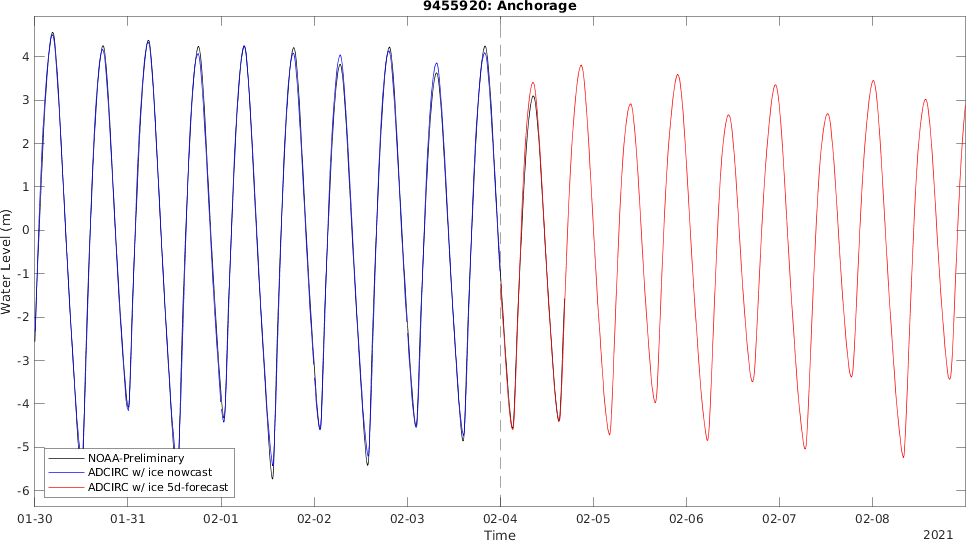 9455920: Anchorage
Water Level (m)
4
3
2
1
0
-1
-2
-3
-4
-5
-6
NOAA-Preliminary
ADCIRC w/ ice nowcast
ADCIRC w/ ice 5d-forecast
01-30 01-31 02-01 02-02 02-03 02-04 02-05 02-06 02-07 02-08
Time
2021